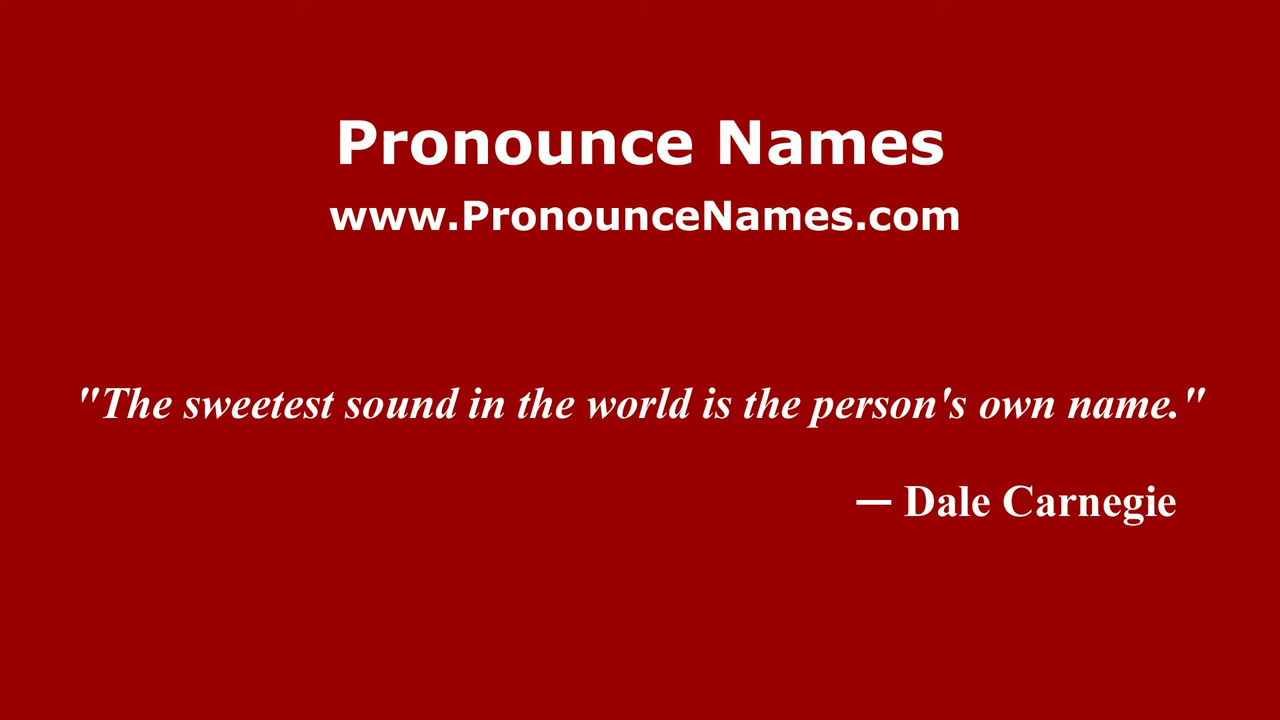 Pronounce Names
www.PronounceNames.com
"The sweetest sound in the world is the person's own name."
— Dale Carnegie